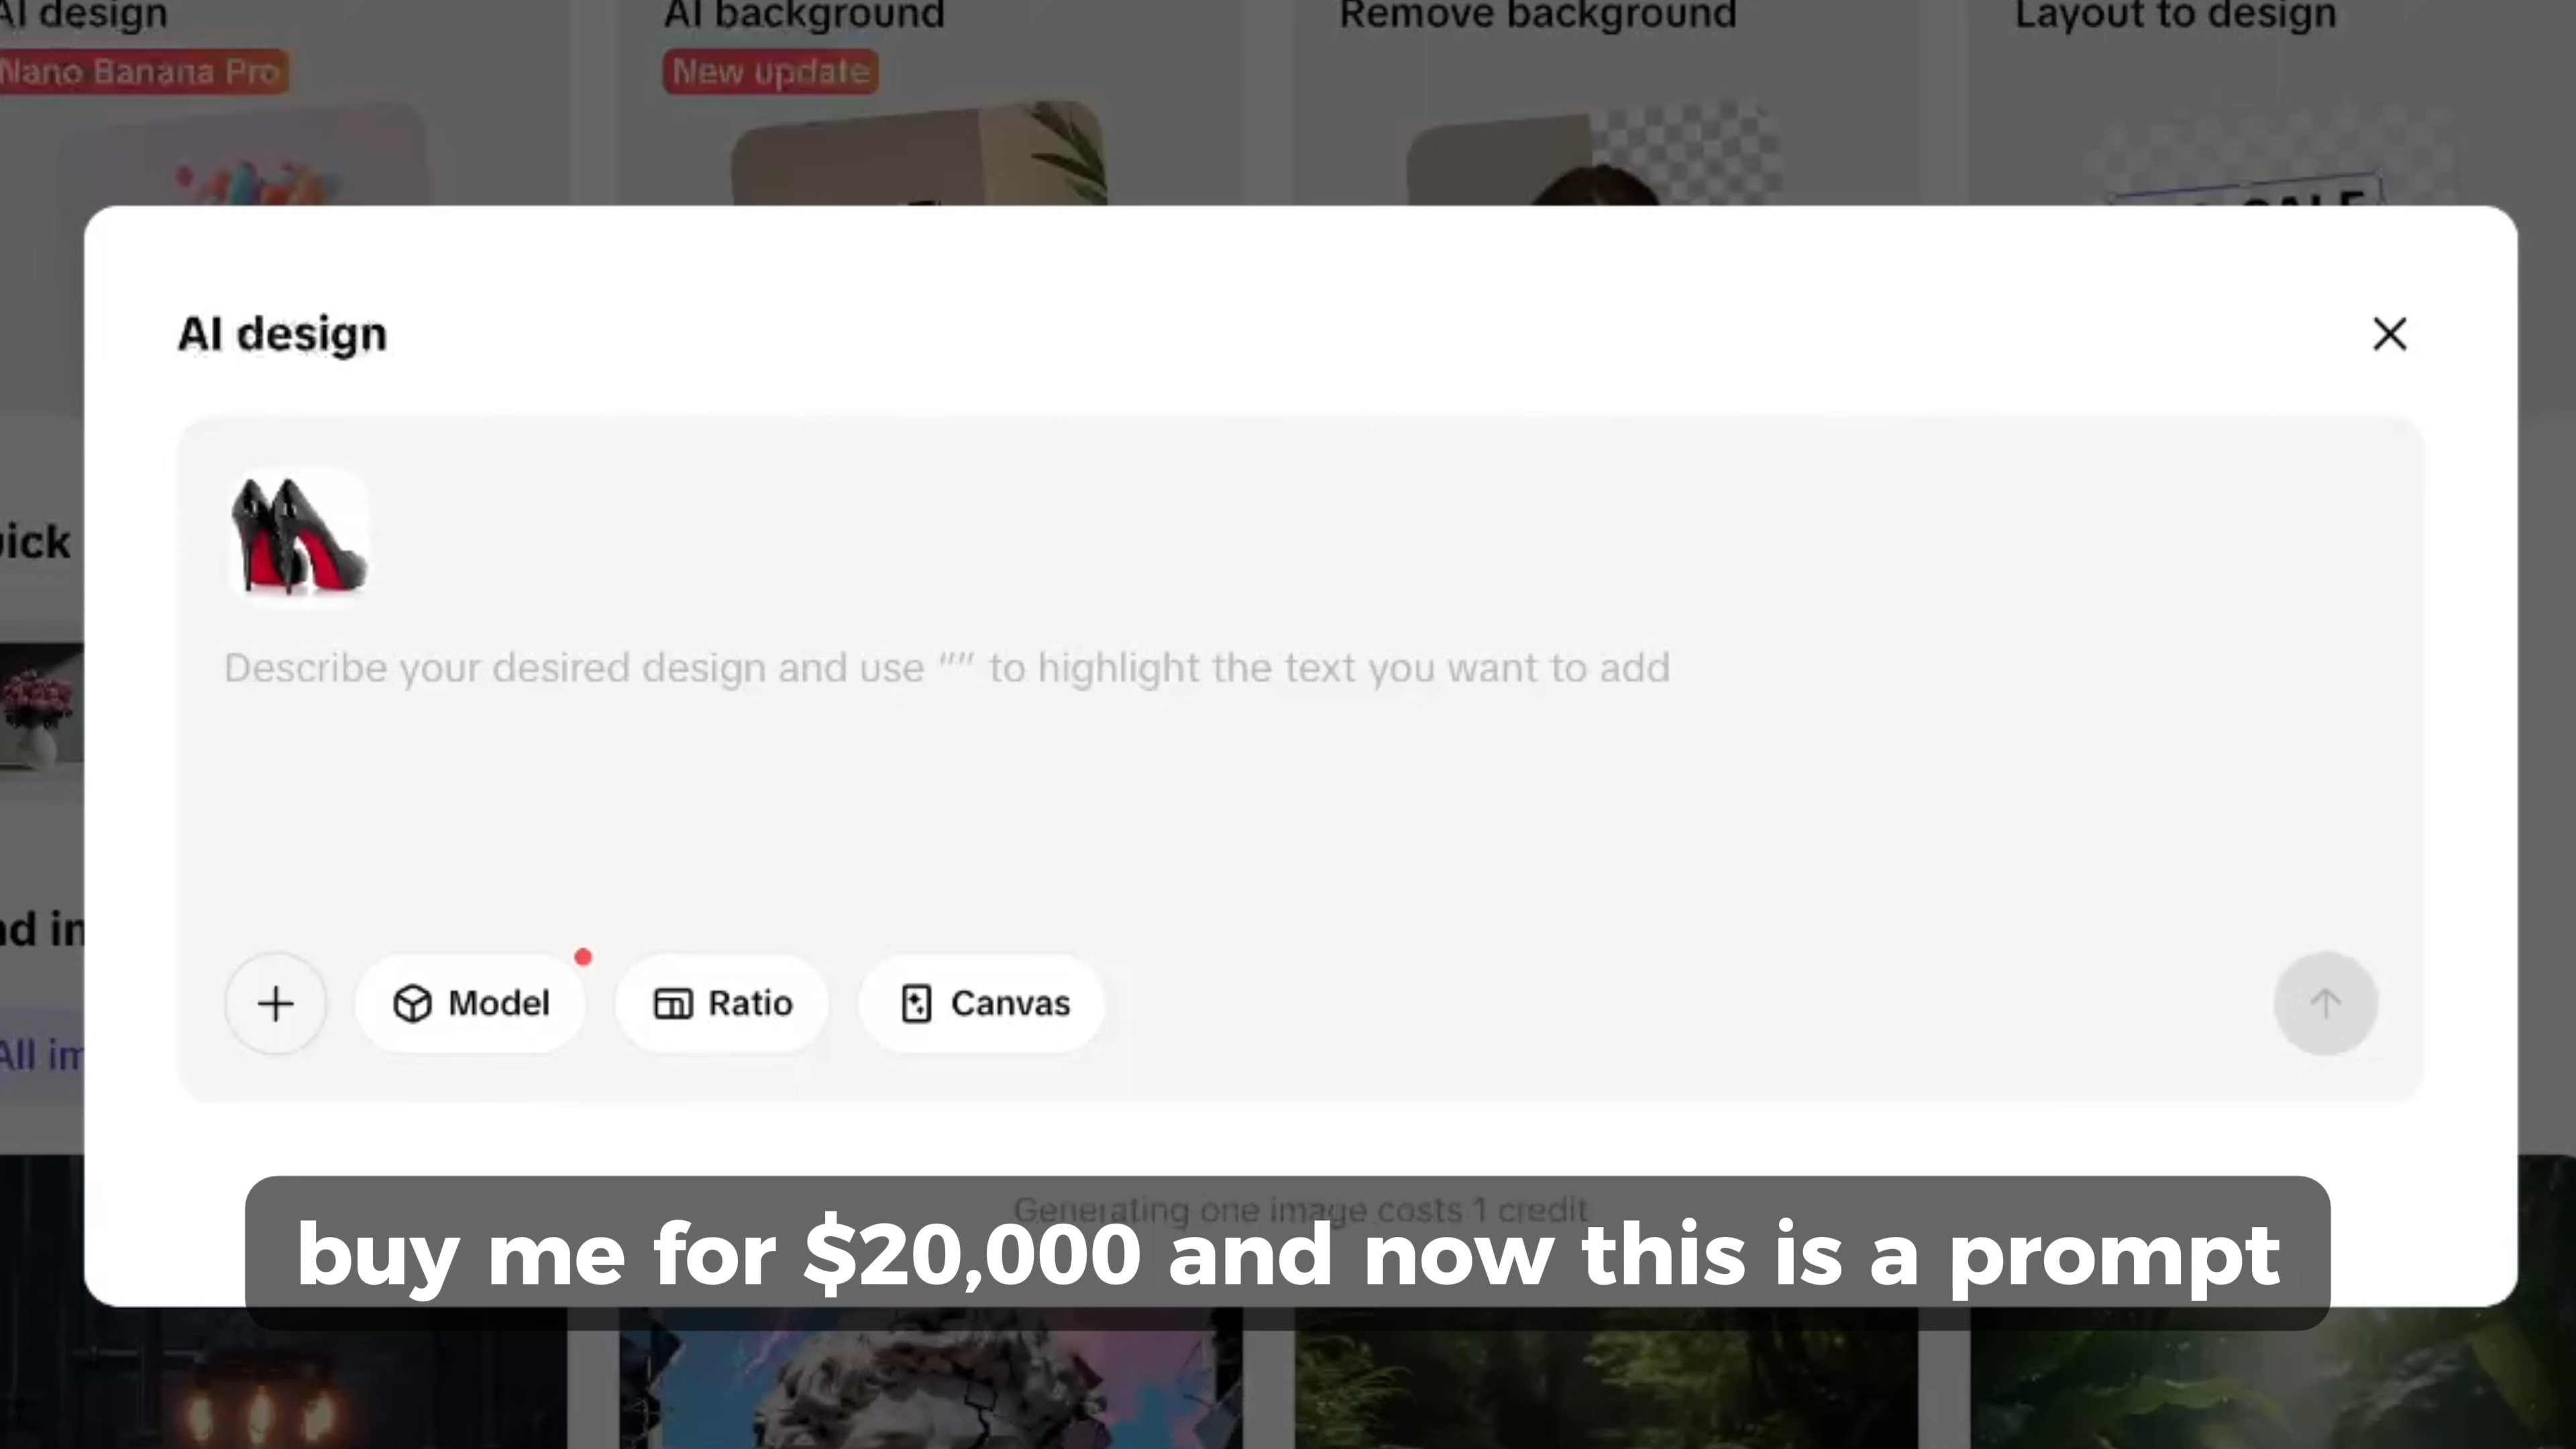 AI design
AI background
Remove background
Layout to design
Nano Banana Pro
New update
SALE
AI design
Describe your desired design and use “” to highlight the text you want to add
Model
Ratio
Canvas
Generating one image costs 1 credit
buy me for $20,000 and now this is a prompt